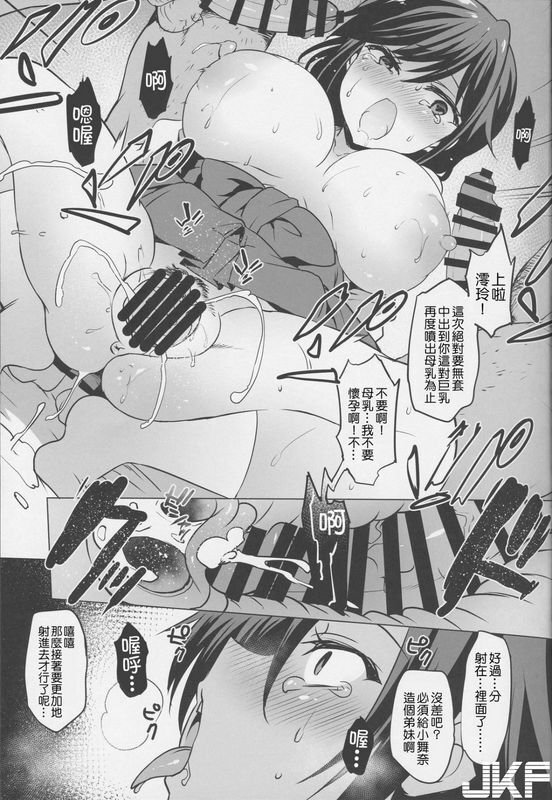 啊
啊
嗯喔
上啦
澪玲！
這次絕對要無套
中出到你這對巨乳
再度噴出母乳為止
不要啊！
母乳…我不要
懷孕啊！不…
啊
好過…分
射在…裡面了…
沒差吧？
必須給小舞奈
造個弟妹啊
喔…
喔呼…
嘻嘻
那麼接著要更加地
射進去才行了呢…
JKF